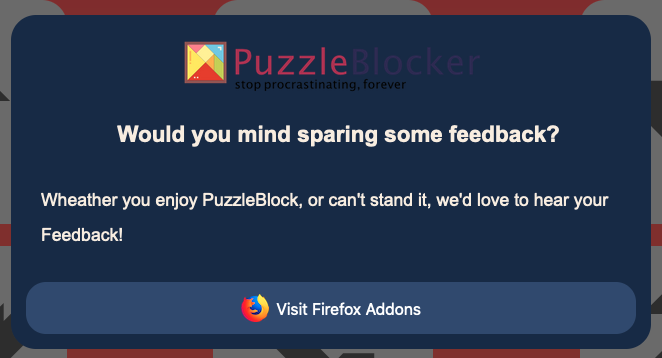 PuzzleBlocker
stop procrastinating, forever
Would you mind sparing some feedback?
Wheather you enjoy PuzzleBlock, or can't stand it, we'd love to hear your
Feedback!
Visit Firefox Addons